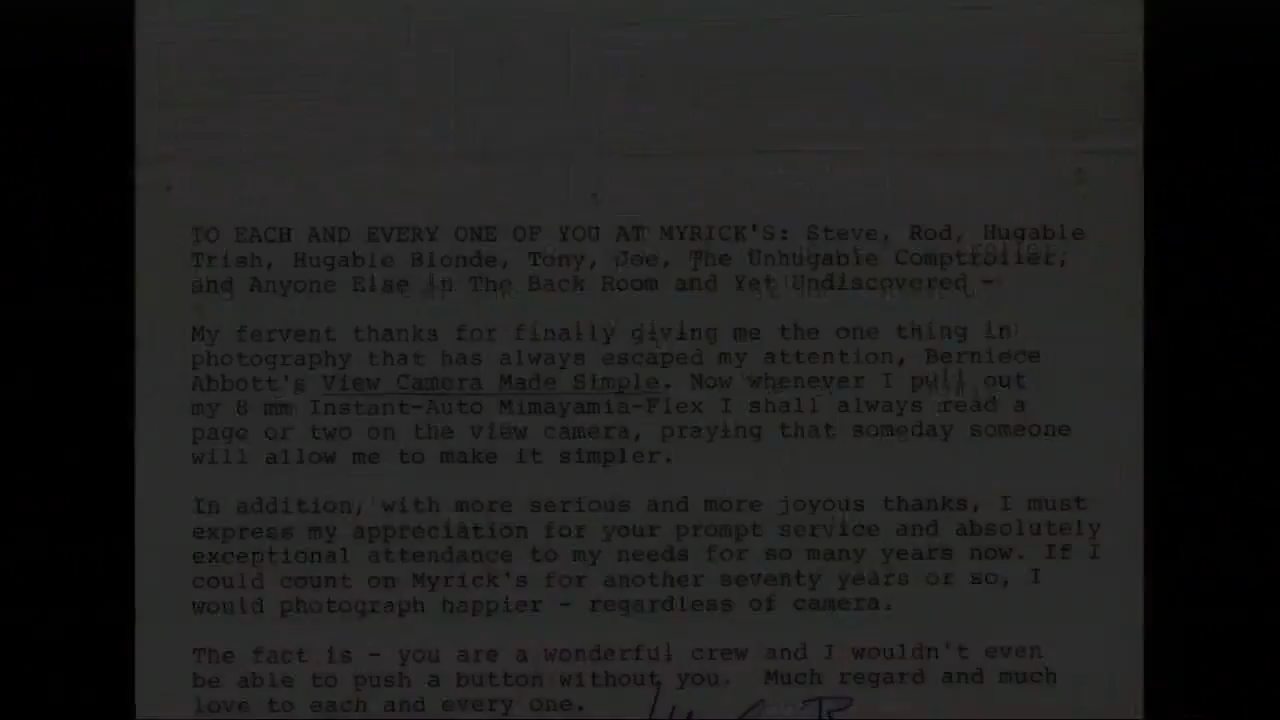 TO EACH AND EVERY ONE OF YOU AT MYRICK'S: Steve, Rod, Hugable
Trish, Hugable Blonde, Tony, Joe, The Unhugable Comptroller,
and Anyone Else in The Back Room and Yet Undiscovered -
My fervent thanks for finally giving me the one thing in
photography that has always escaped my attention, Berniece
Abbott's View Camera Made Simple. Now whenever I pull out
my 8 mm Instant-Auto Mimayamia-Flex I shall always read a
page or two on the view camera, praying that someday someone
will allow me to make it simpler.
In addition, with more serious and more joyous thanks, I must
express my appreciation for your prompt service and absolutely
exceptional attendance to my needs for so many years now. If I
could count on Myrick's for another seventy years or so, I
would photograph happier - regardless of camera.
The fact is - you are a wonderful crew and I wouldn't even
be able to push a button without you. Much regard and much
love to each and every one.